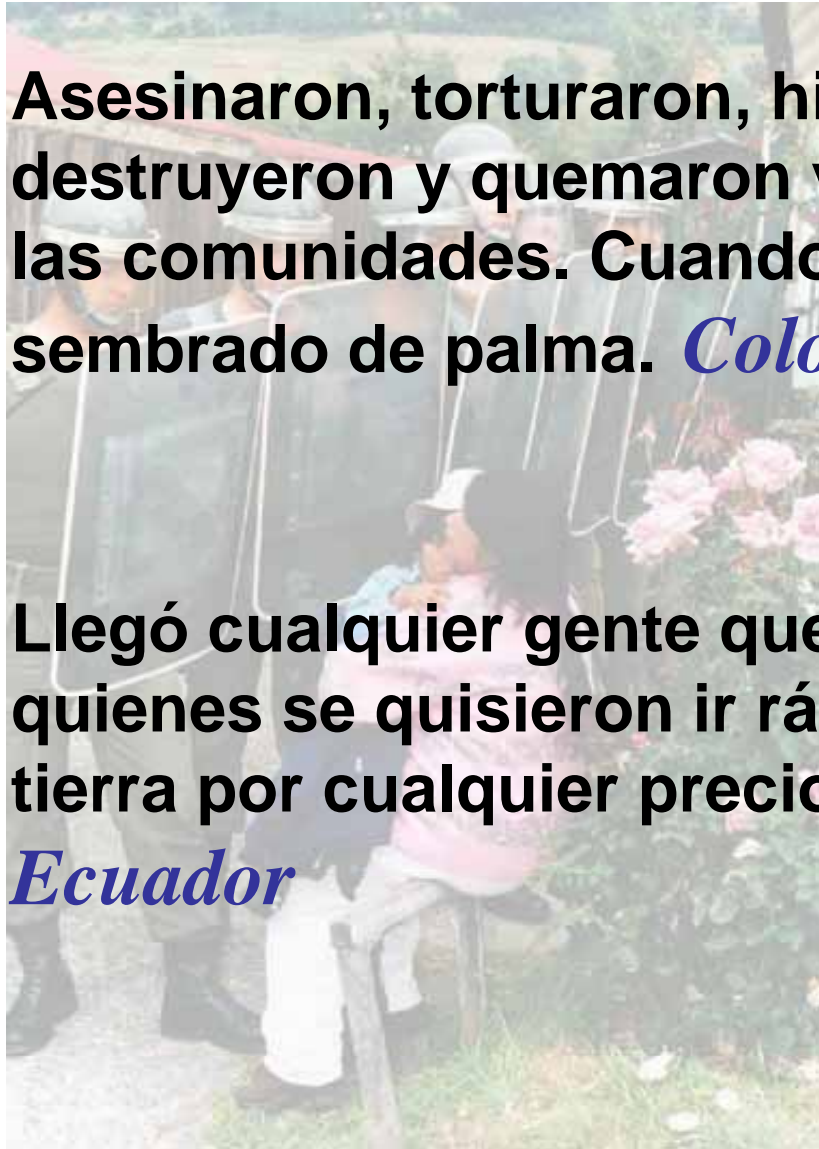 Asesinaron, torturaron, hi
destruyeron y quemaron
las comunidades. Cuando
sembrado de palma. Colo
Llegó cualquier gente que
quienes se quisieron ir rá
tierra por cualquier precio
Ecuador